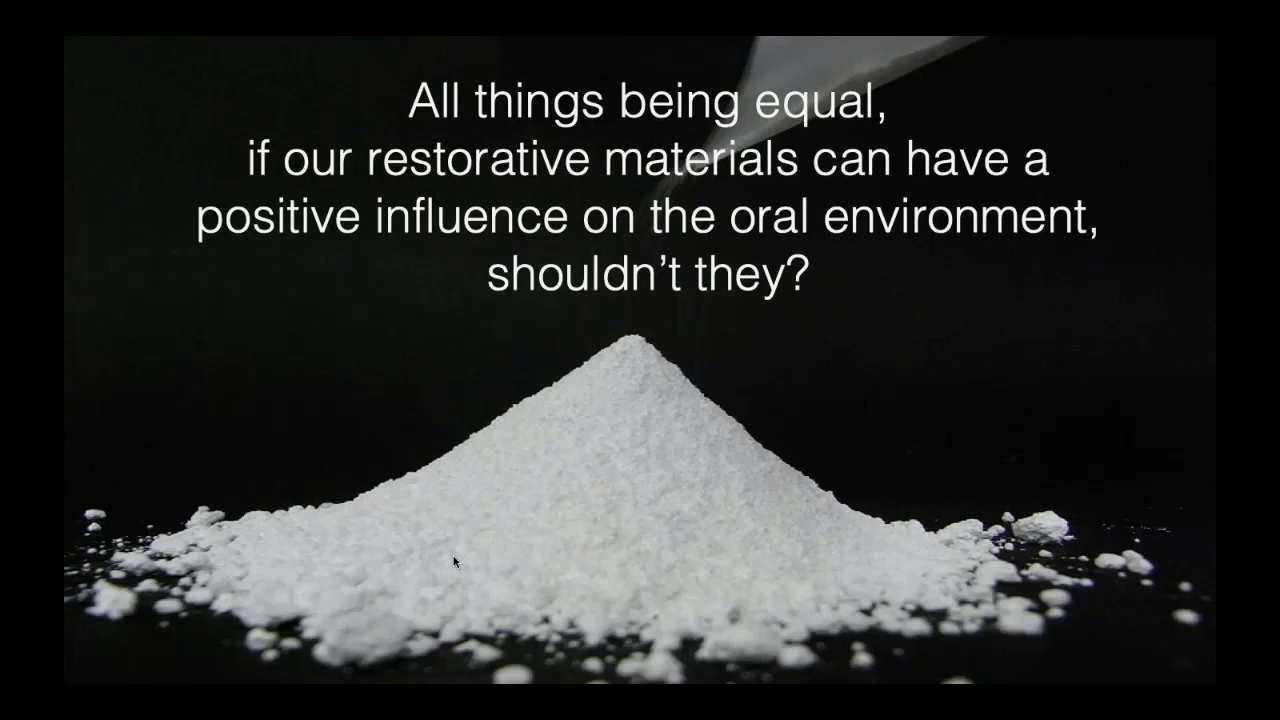 All things being equal,
if our restorative materials can have a
positive influence on the oral environment,
shouldn’t they?